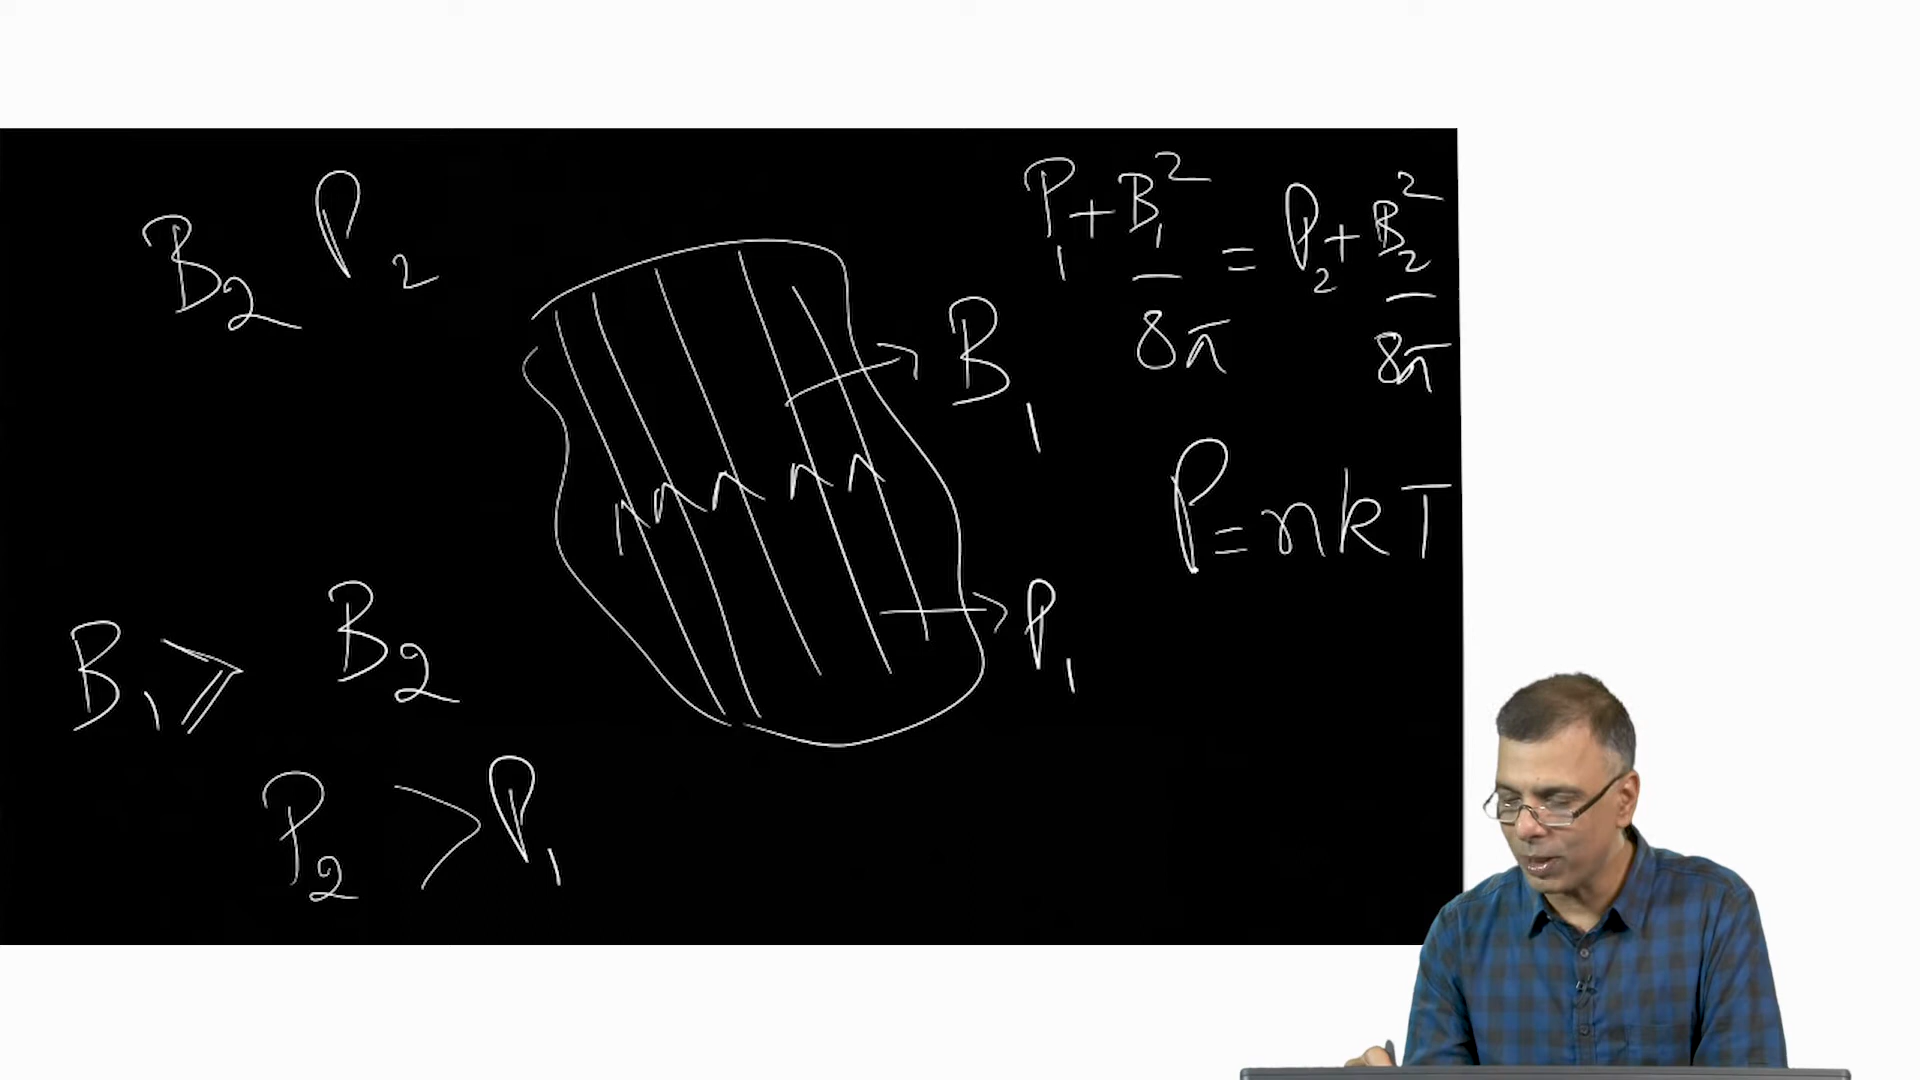 B₂ P₂
P₁ + B₁²/8π = P₂ + B₂²/8π
B₁
P = nkT
P₁
B₁ ≫ B₂
P₂ > P₁